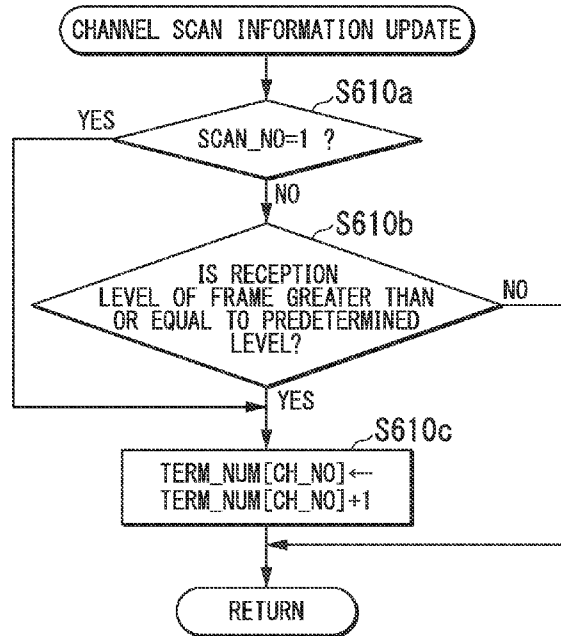 CHANNEL SCAN INFORMATION UPDATE
S610a
YES
SCAN_NO=1 ?
NO
S610b
IS RECEPTION
LEVEL OF FRAME GREATER THAN
OR EQUAL TO PREDETERMINED
LEVEL?
NO
YES
S610c
TERM_NUM[CH_NO]←
TERM_NUM[CH_NO]+1
RETURN